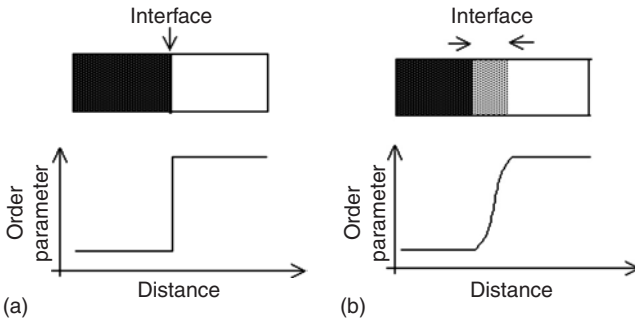 Interface
Order
parameter
Distance
(a)
Interface
Order
parameter
Distance
(b)